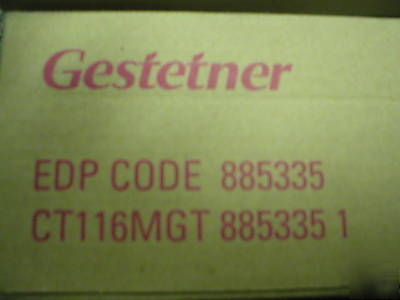 Gestetner
EDP CODE 885335
CT116MGT 885335 1